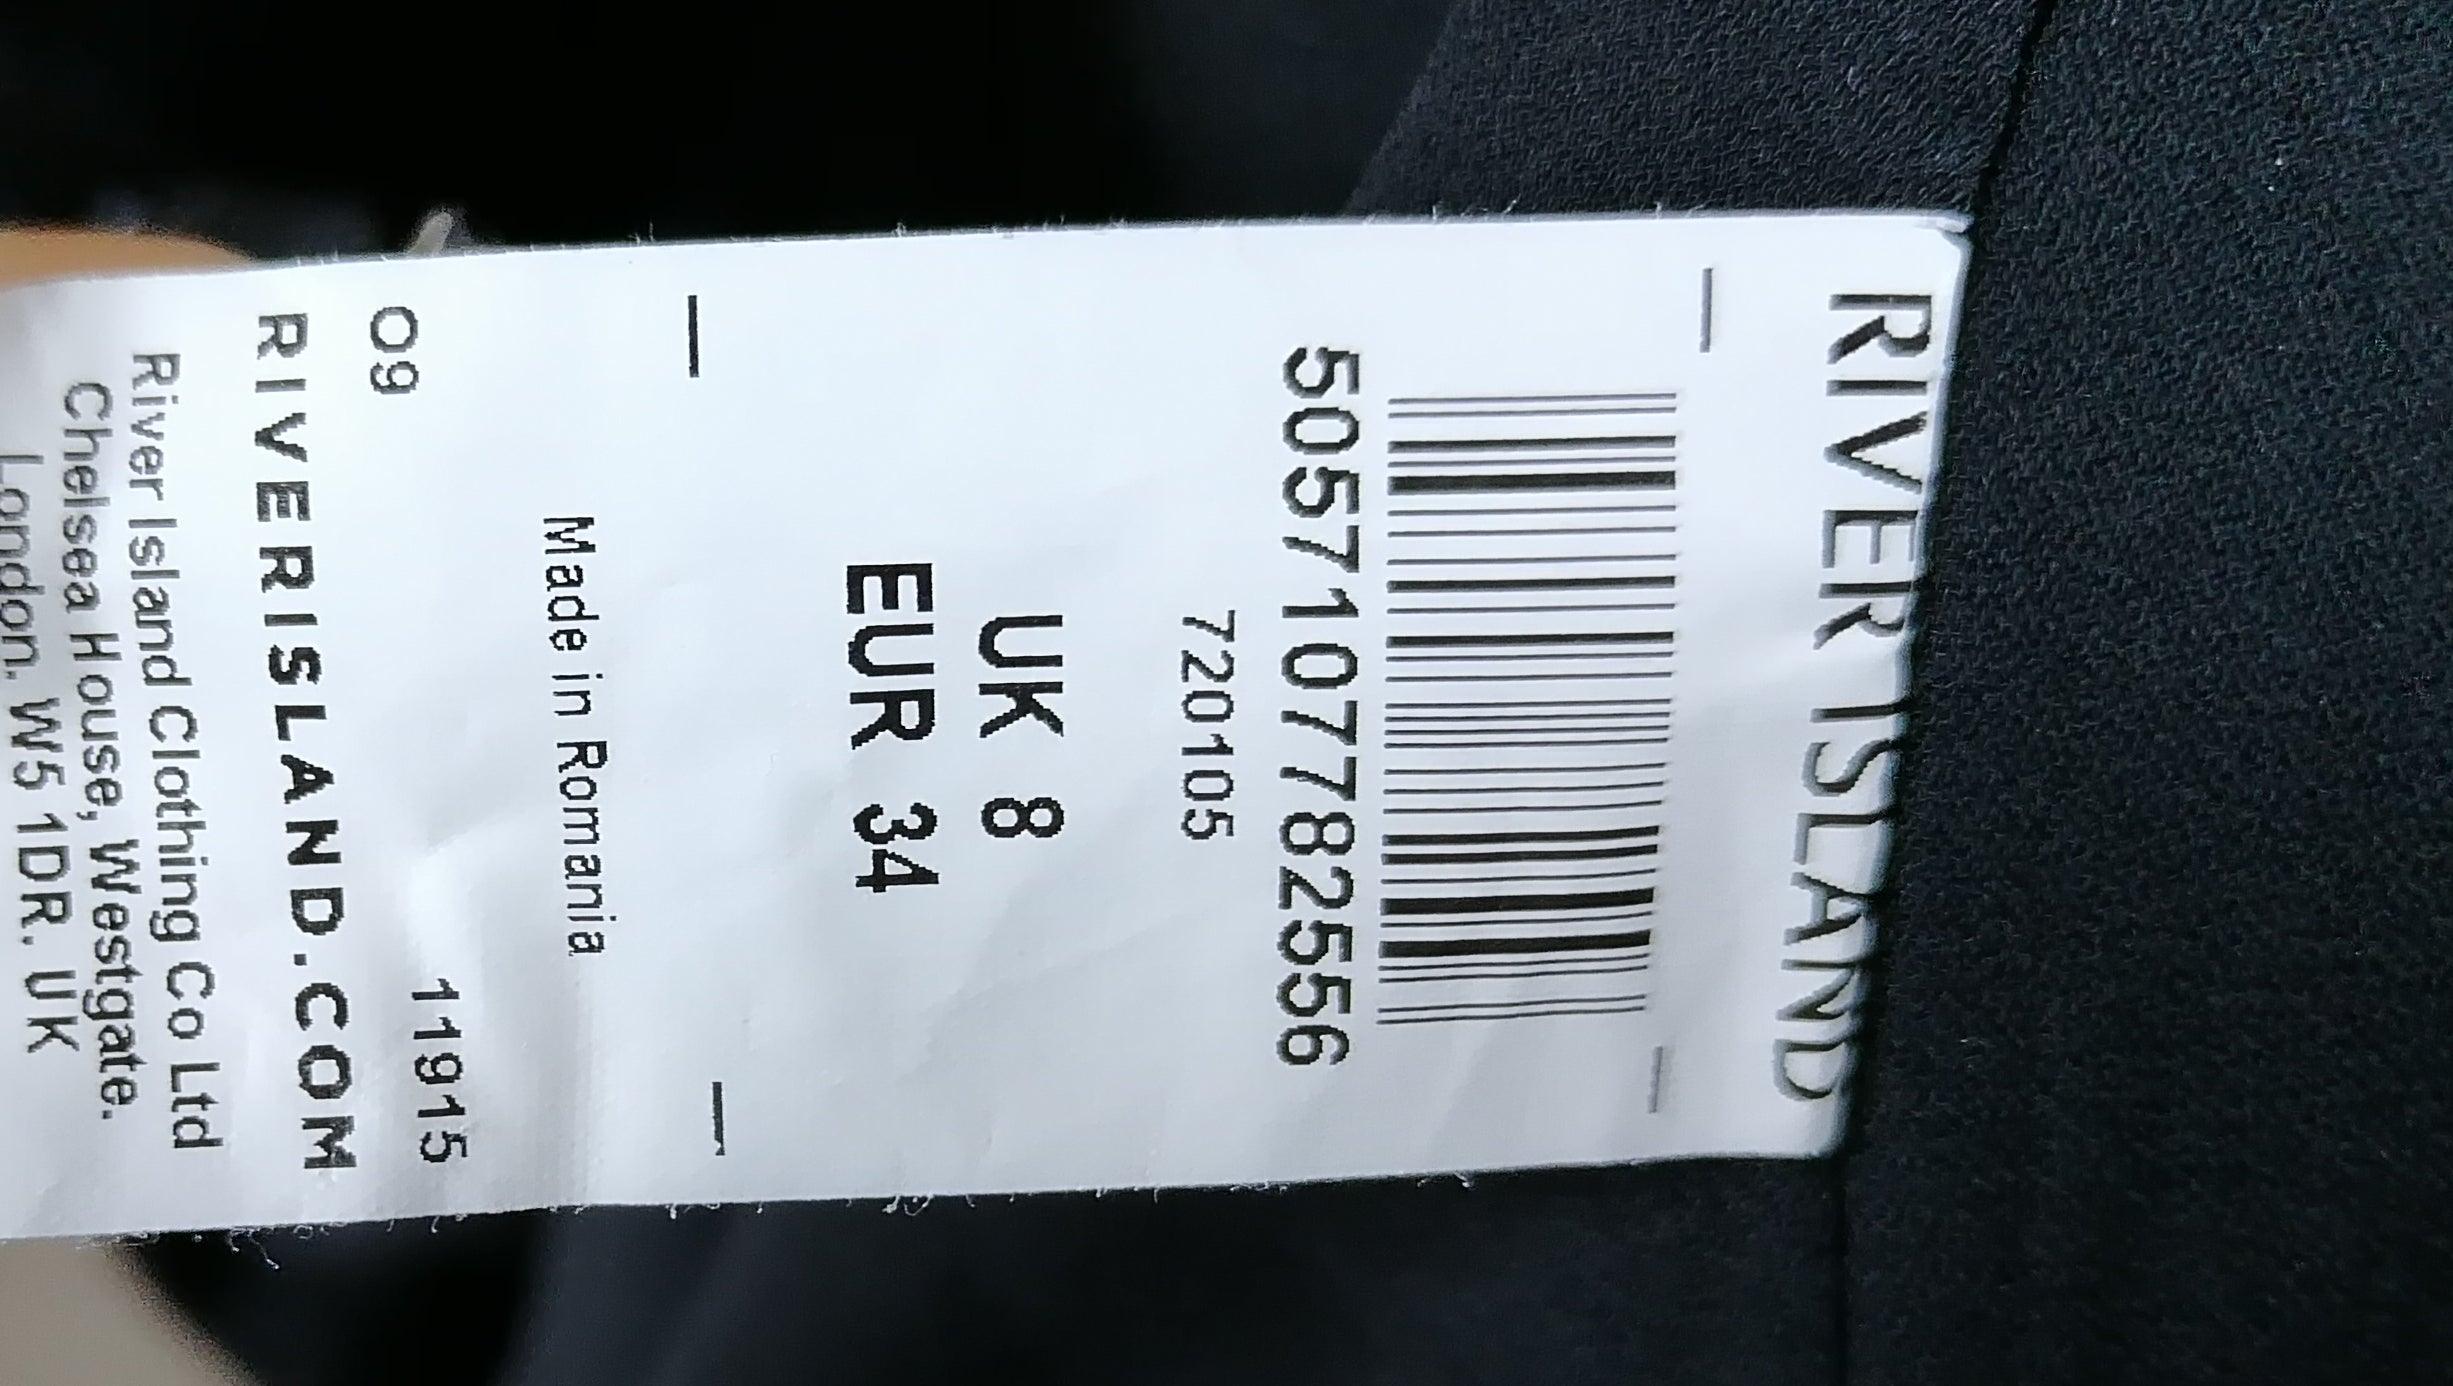 RIVER ISLAND
5057107782556
720105
UK 8
EUR 34
Made in Romania
09 11915
RIVERISLAND.COM
River Island Clothing Co Ltd
Chelsea House, Westgate.
London. W5 1DR. UK